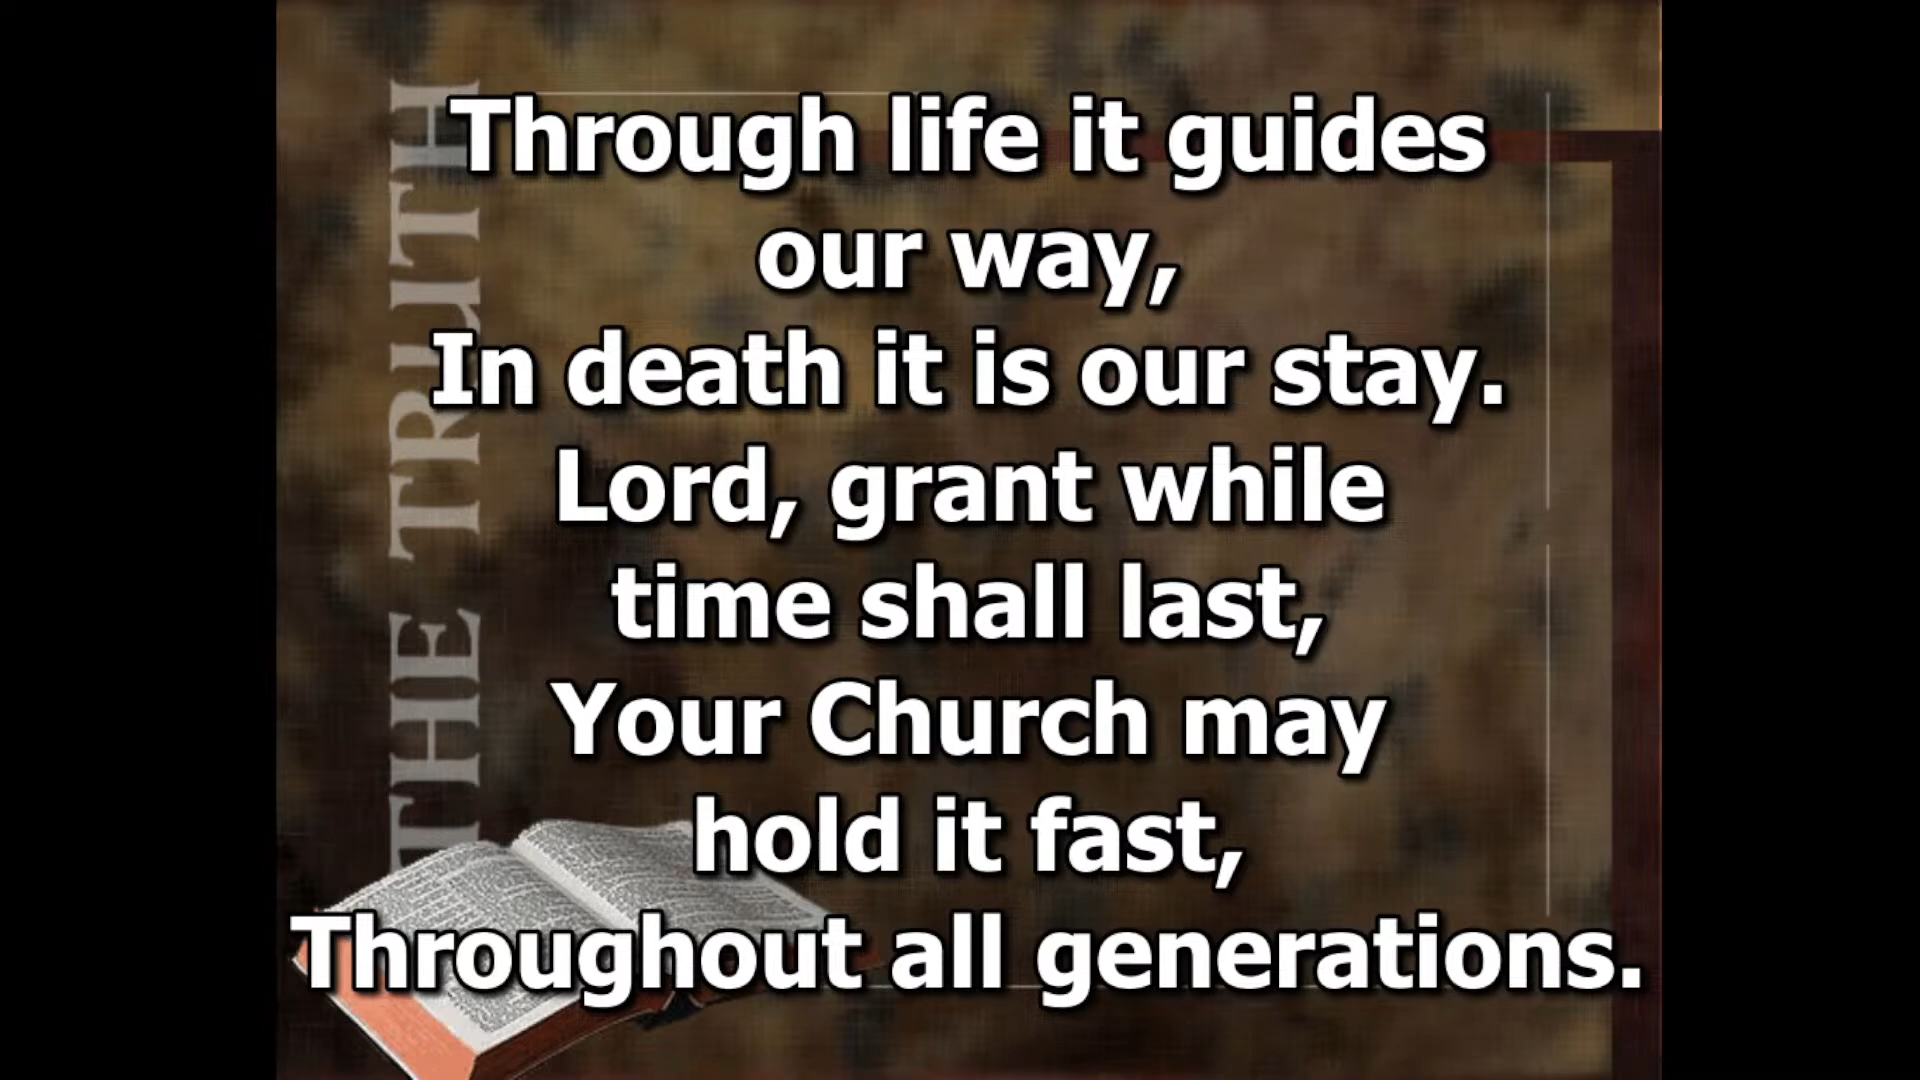 THE TRUTH
Through life it guides
our way,
In death it is our stay.
Lord, grant while
time shall last,
Your Church may
hold it fast,
Throughout all generations.